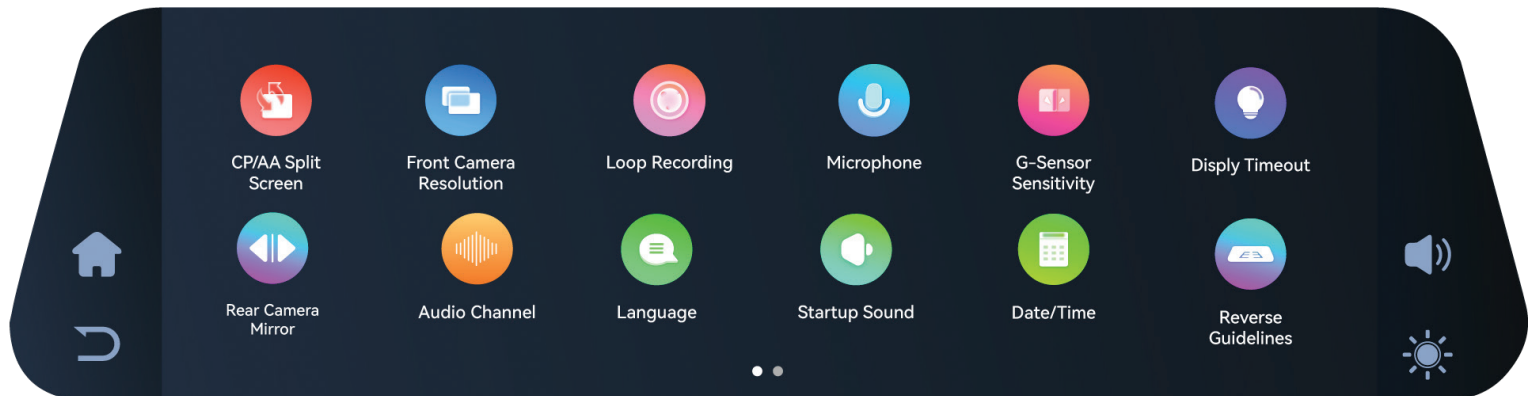 CP/AA Split
Screen
Front Camera
Resolution
Loop Recording
Microphone
G-Sensor
Sensitivity
Disply Timeout
Rear Camera
Mirror
Audio Channel
Language
Startup Sound
Date/Time
Reverse
Guidelines